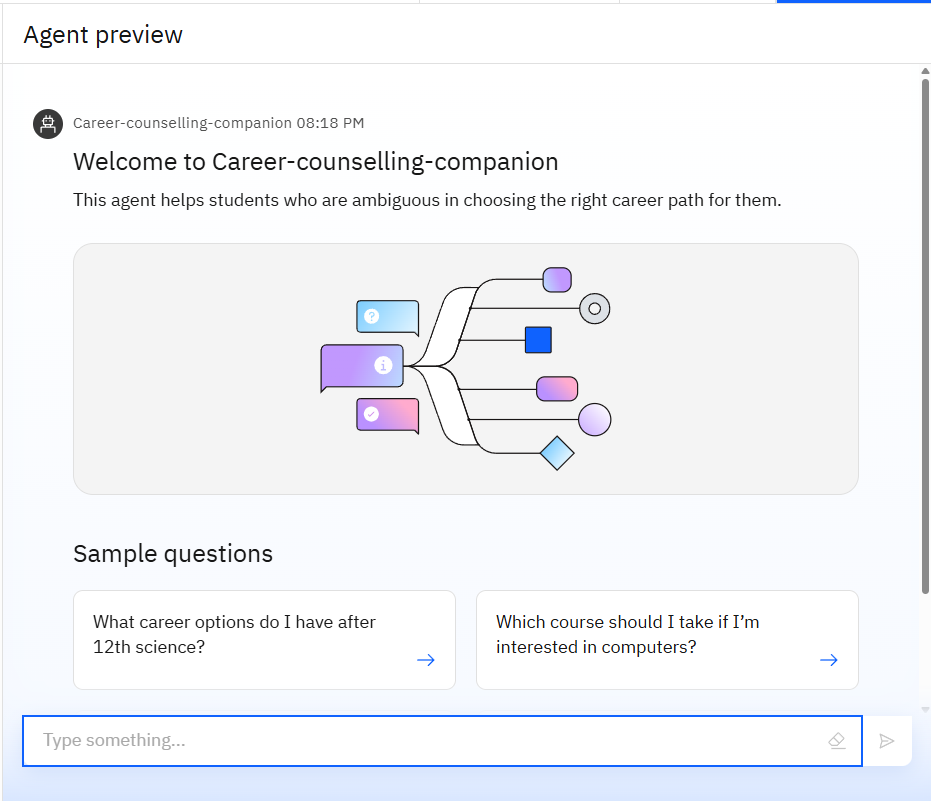 Agent preview
Career-counselling-companion 08:18 PM
Welcome to Career-counselling-companion
This agent helps students who are ambiguous in choosing the right career path for them.
?
i
Sample questions
What career options do I have after
12th science?
Which course should I take if I’m
interested in computers?
Type something...